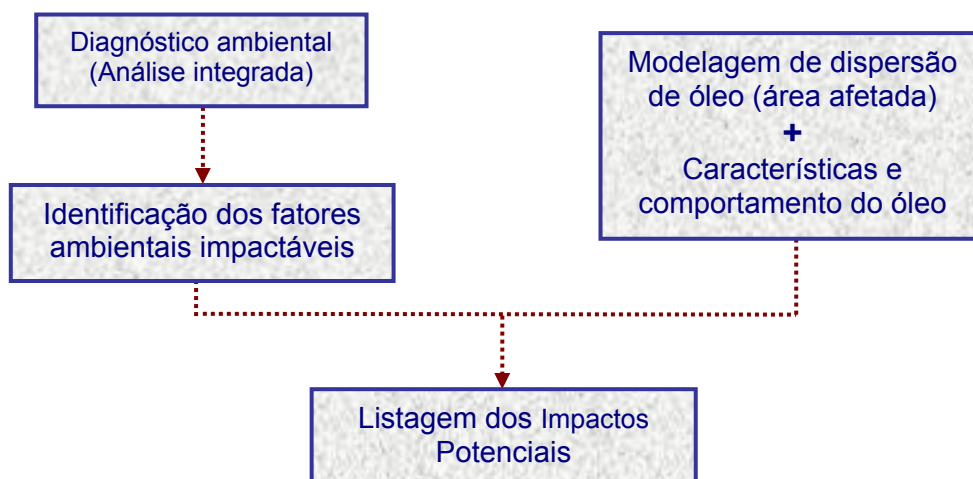 Diagnóstico ambiental
(Análise integrada)
Identificação dos fatores
ambientais impactáveis
Modelagem de dispersão
de óleo (área afetada)
+
Características e
comportamento do óleo
Listagem dos Impactos
Potenciais